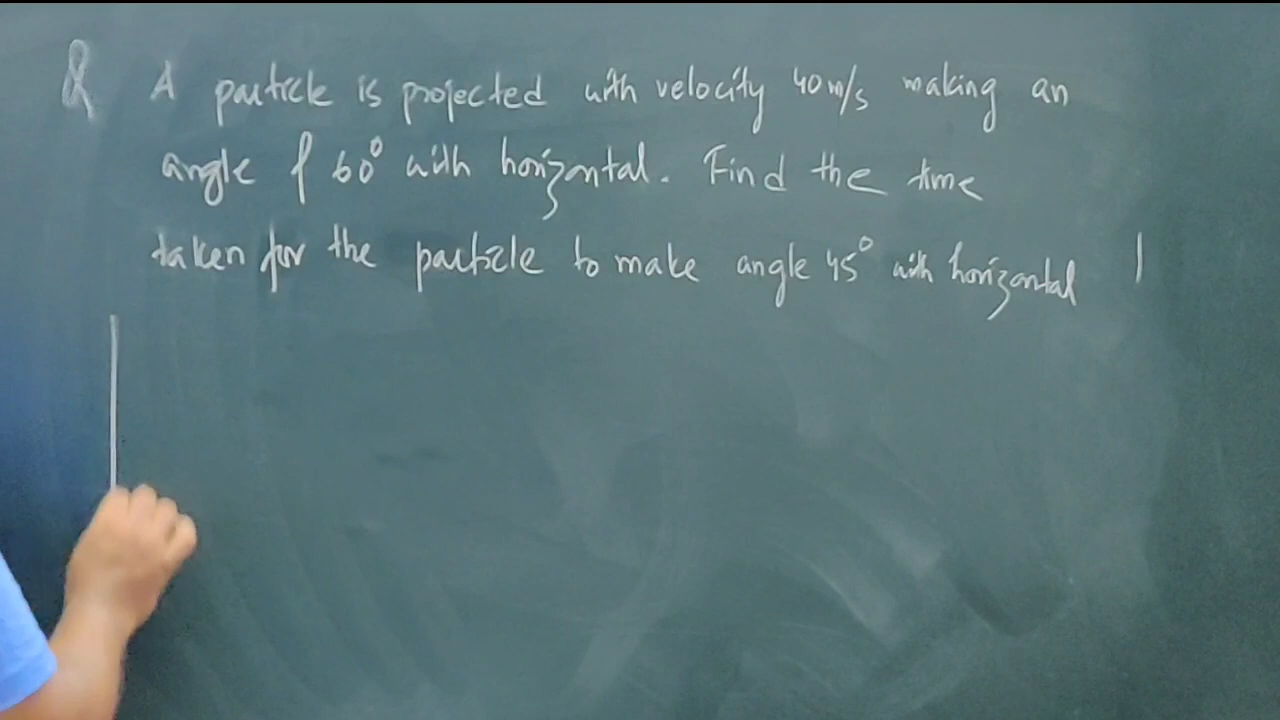 Q A particle is projected with velocity 40 m/s making an
angle of 60° with horizontal. Find the time
taken for the particle to make angle 45° with horizontal |